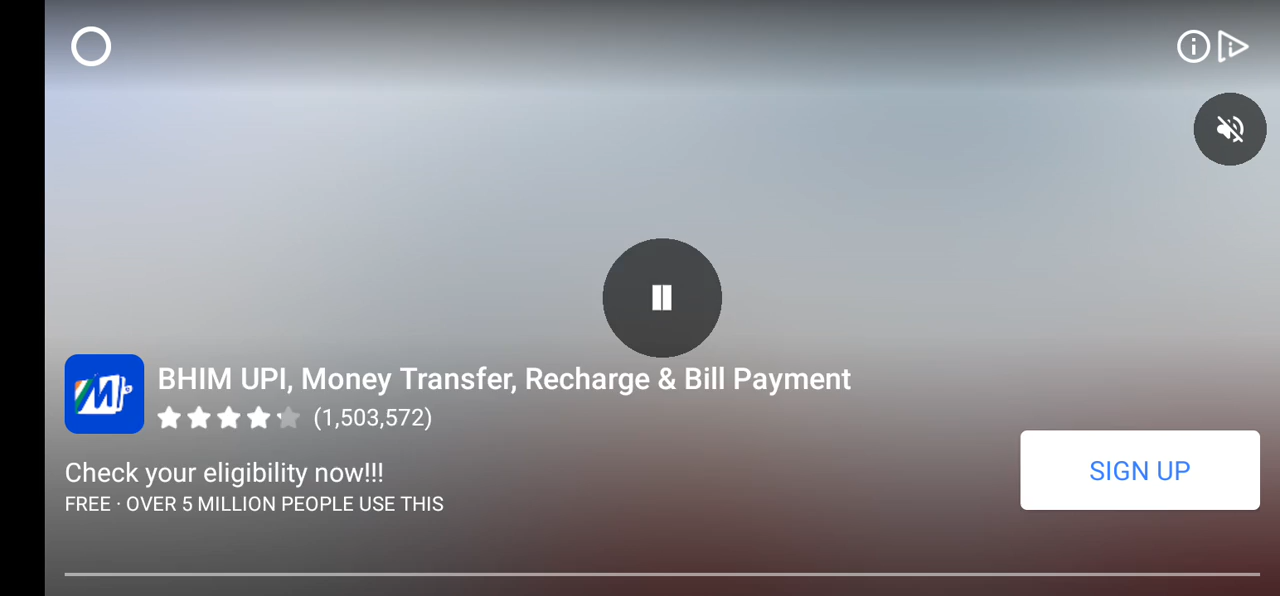 BHIM UPI, Money Transfer, Recharge & Bill Payment
(1,503,572)
Check your eligibility now!!!
FREE · OVER 5 MILLION PEOPLE USE THIS
SIGN UP